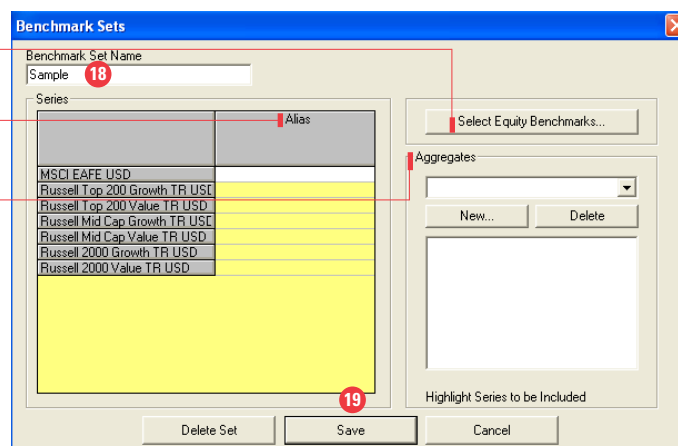 Benchmark Sets
Benchmark Set Name
Sample
18
Series
Alias
MSCI EAFE USD
Russell Top 200 Growth TR USD
Russell Top 200 Value TR USD
Russell Mid Cap Growth TR USD
Russell Mid Cap Value TR USD
Russell 2000 Growth TR USD
Russell 2000 Value TR USD
Select Equity Benchmarks...
Aggregates
New...
Delete
Highlight Series to be Included
19
Delete Set
Save
Cancel